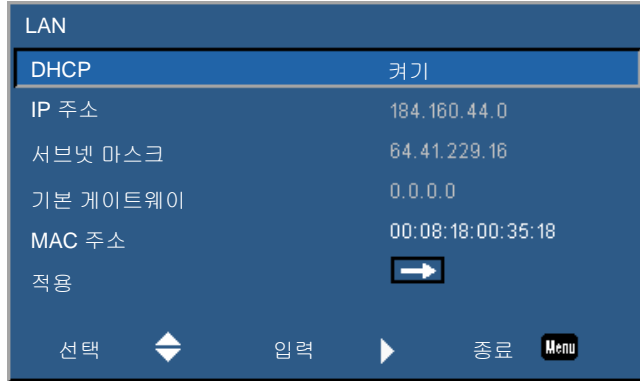 LAN
DHCP 켜기
IP 주소 184.160.44.0
서브넷 마스크 64.41.229.16
기본 게이트웨이 0.0.0.0
MAC 주소 00:08:18:00:35:18
적용
선택 입력 종료 Menu